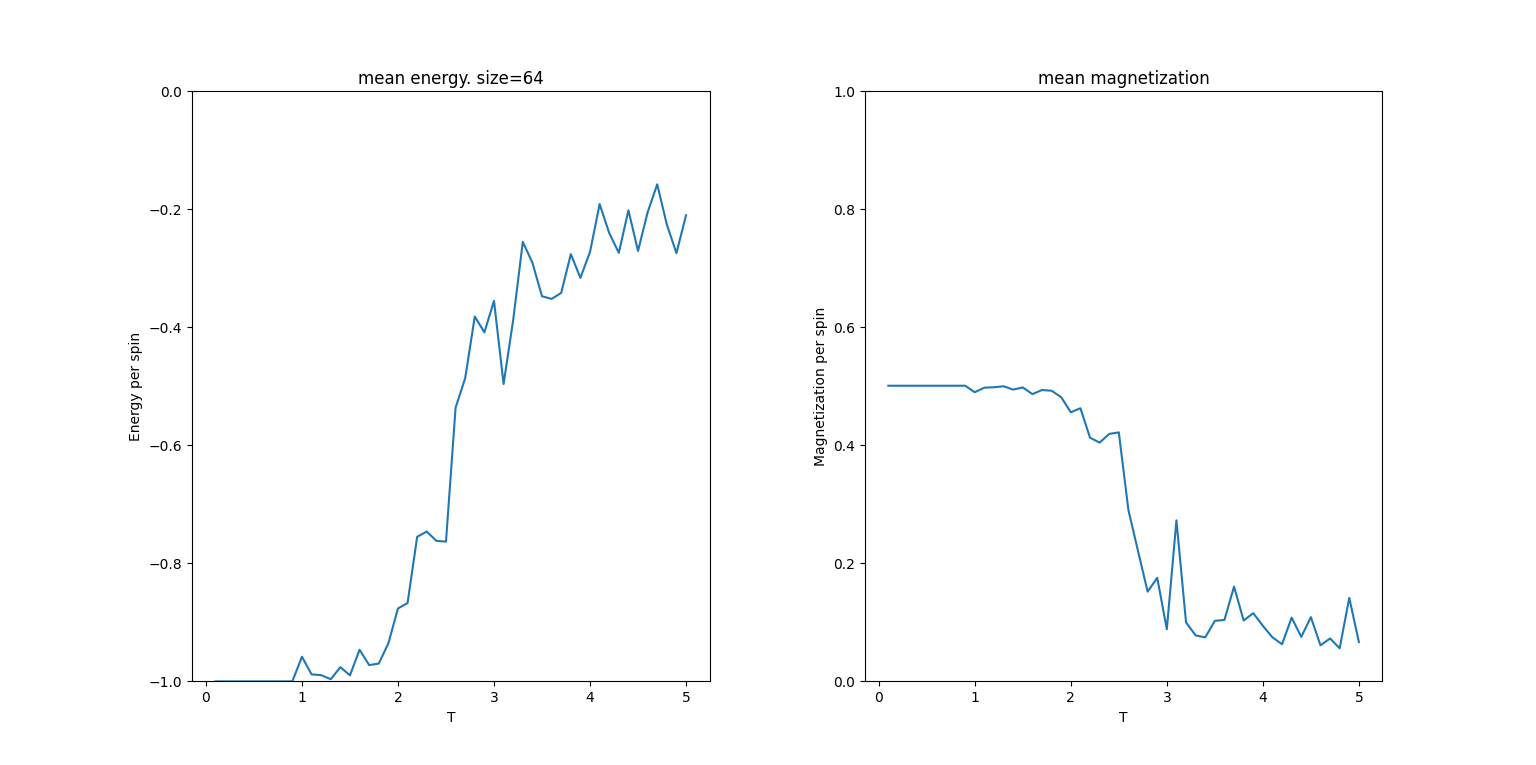 mean energy. size=64
0.0
−0.2
−0.4
−0.6
−0.8
−1.0
Energy per spin
0 1 2 3 4 5
T
mean magnetization
1.0
0.8
0.6
0.4
0.2
0.0
Magnetization per spin
0 1 2 3 4 5
T